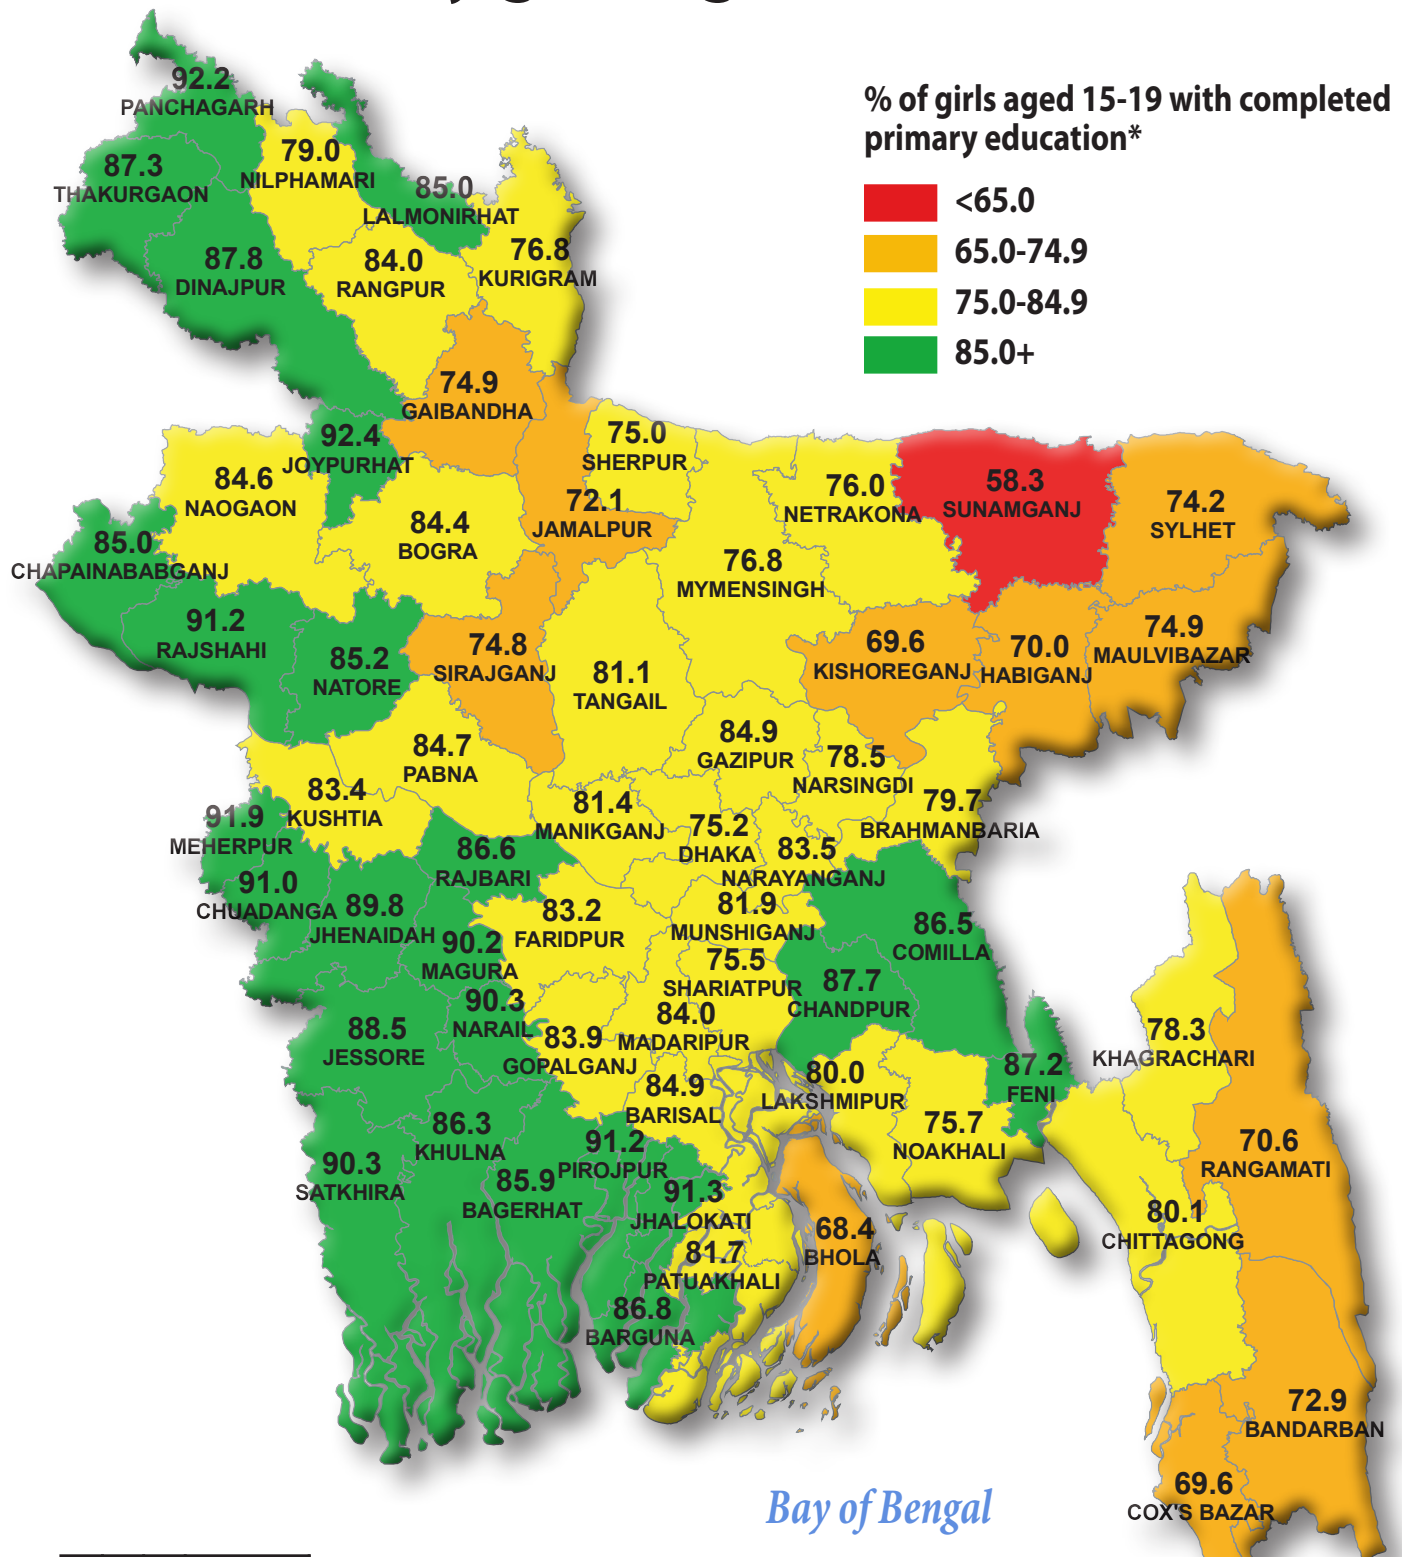 % of girls aged 15-19 with completed
primary education*
<65.0
65.0-74.9
75.0-84.9
85.0+
92.2
PANCHAGARH
87.3
THAKURGAON
79.0
NILPHAMARI
85.0
LALMONIRHAT
87.8
DINAJPUR
84.0
RANGPUR
76.8
KURIGRAM
74.9
GAIBANDHA
92.4
JOYPURHAT
75.0
SHERPUR
84.6
NAOGAON
84.4
BOGRA
72.1
JAMALPUR
76.0
NETRAKONA
58.3
SUNAMGANJ
74.2
SYLHET
85.0
CHAPAINABABGANJ
76.8
MYMENSINGH
91.2
RAJSHAHI
85.2
NATORE
74.8
SIRAJGANJ
81.1
TANGAIL
69.6
KISHOREGANJ
70.0
HABIGANJ
74.9
MAULVIBAZAR
84.7
PABNA
84.9
GAZIPUR
78.5
NARSINGDI
83.4
KUSHTIA
81.4
MANIKGANJ
75.2
DHAKA
83.5
NARAYANGANJ
79.7
BRAHMANBARIA
91.9
MEHERPUR
86.6
RAJBARI
91.0
CHUADANGA
89.8
JHENAIDAH
83.2
FARIDPUR
81.9
MUNSHIGANJ
86.5
COMILLA
90.2
MAGURA
75.5
SHARIATPUR
87.7
CHANDPUR
90.3
NARAIL
84.0
MADARIPUR
88.5
JESSORE
83.9
GOPALGANJ
78.3
KHAGRACHARI
84.9
BARISAL
80.0
LAKSHMIPUR
87.2
FENI
86.3
KHULNA
75.7
NOAKHALI
91.2
PIROJPUR
70.6
RANGAMATI
90.3
SATKHIRA
85.9
BAGERHAT
91.3
JHALOKATI
80.1
CHITTAGONG
68.4
BHOLA
81.7
PATUAKHALI
86.8
BARGUNA
72.9
BANDARBAN
69.6
COX'S BAZAR
Bay of Bengal